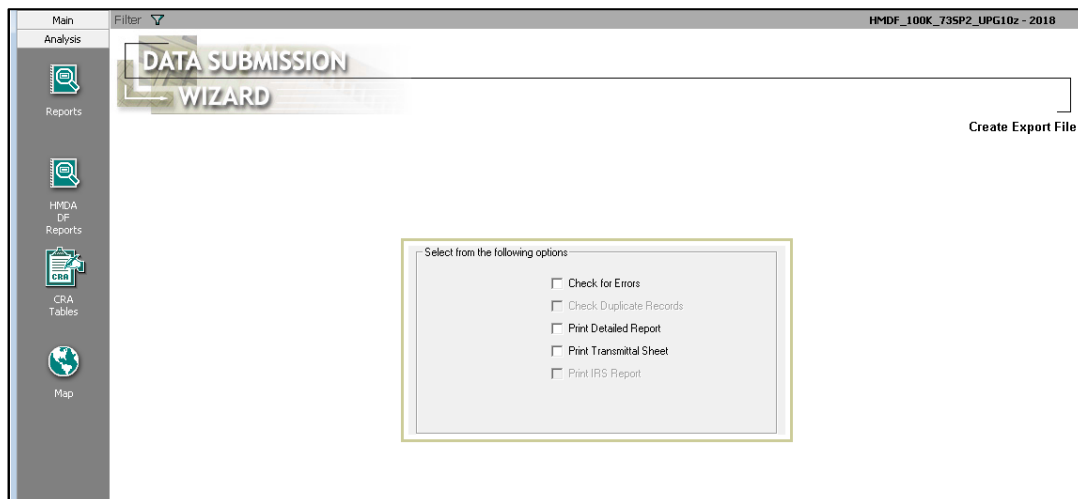 Main
Filter
HMDF_100K_73SP2_UPG10z - 2018
Analysis
DATA SUBMISSION
WIZARD
Create Export File
Reports
HMDA
DF
Reports
CRA
CRA
Tables
Map
Select from the following options
Check for Errors
Check Duplicate Records
Print Detailed Report
Print Transmittal Sheet
Print IRS Report